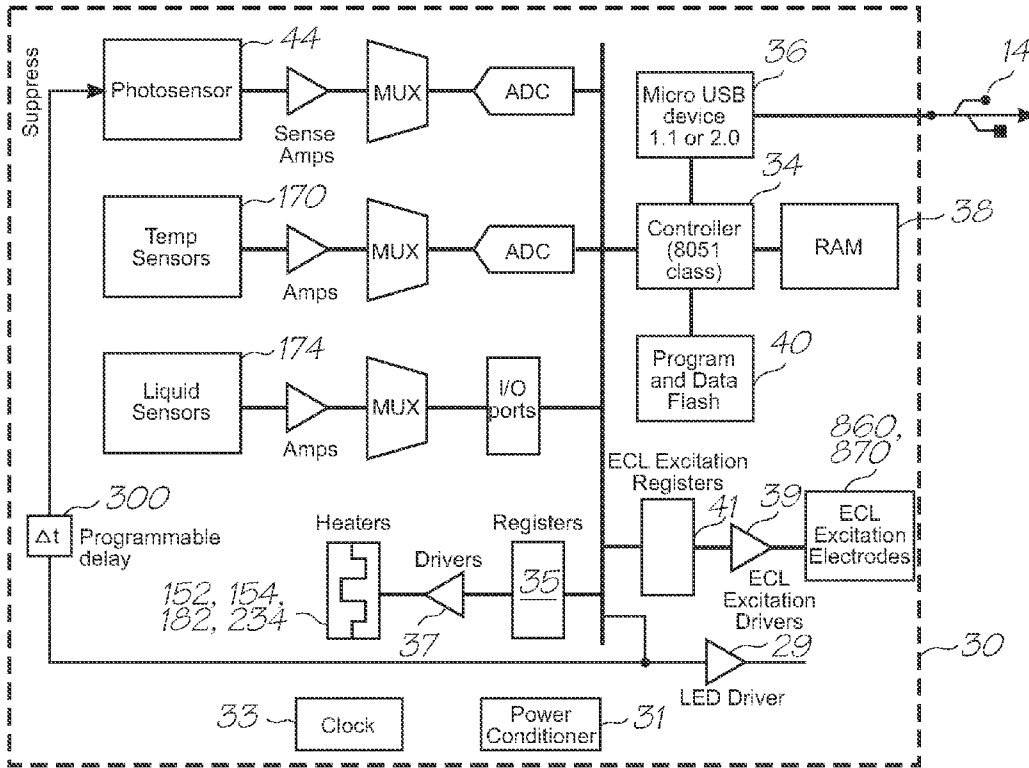 Suppress
44
Photosensor
Sense
Amps
MUX
ADC
36
Micro USB
device
1.1 or 2.0
14
170
Temp
Sensors
Amps
MUX
ADC
34
Controller
(8051
class)
38
RAM
174
Liquid
Sensors
Amps
MUX
I/O
ports
40
Program
and Data
Flash
300
Δt
Programmable
delay
Heaters
152, 154,
182, 234
Drivers
37
Registers
35
ECL Excitation
Registers
41
39
ECL
Excitation
Drivers
860,
870
ECL
Excitation
Electrodes
29
LED Driver
30
33
Clock
Power
Conditioner
31